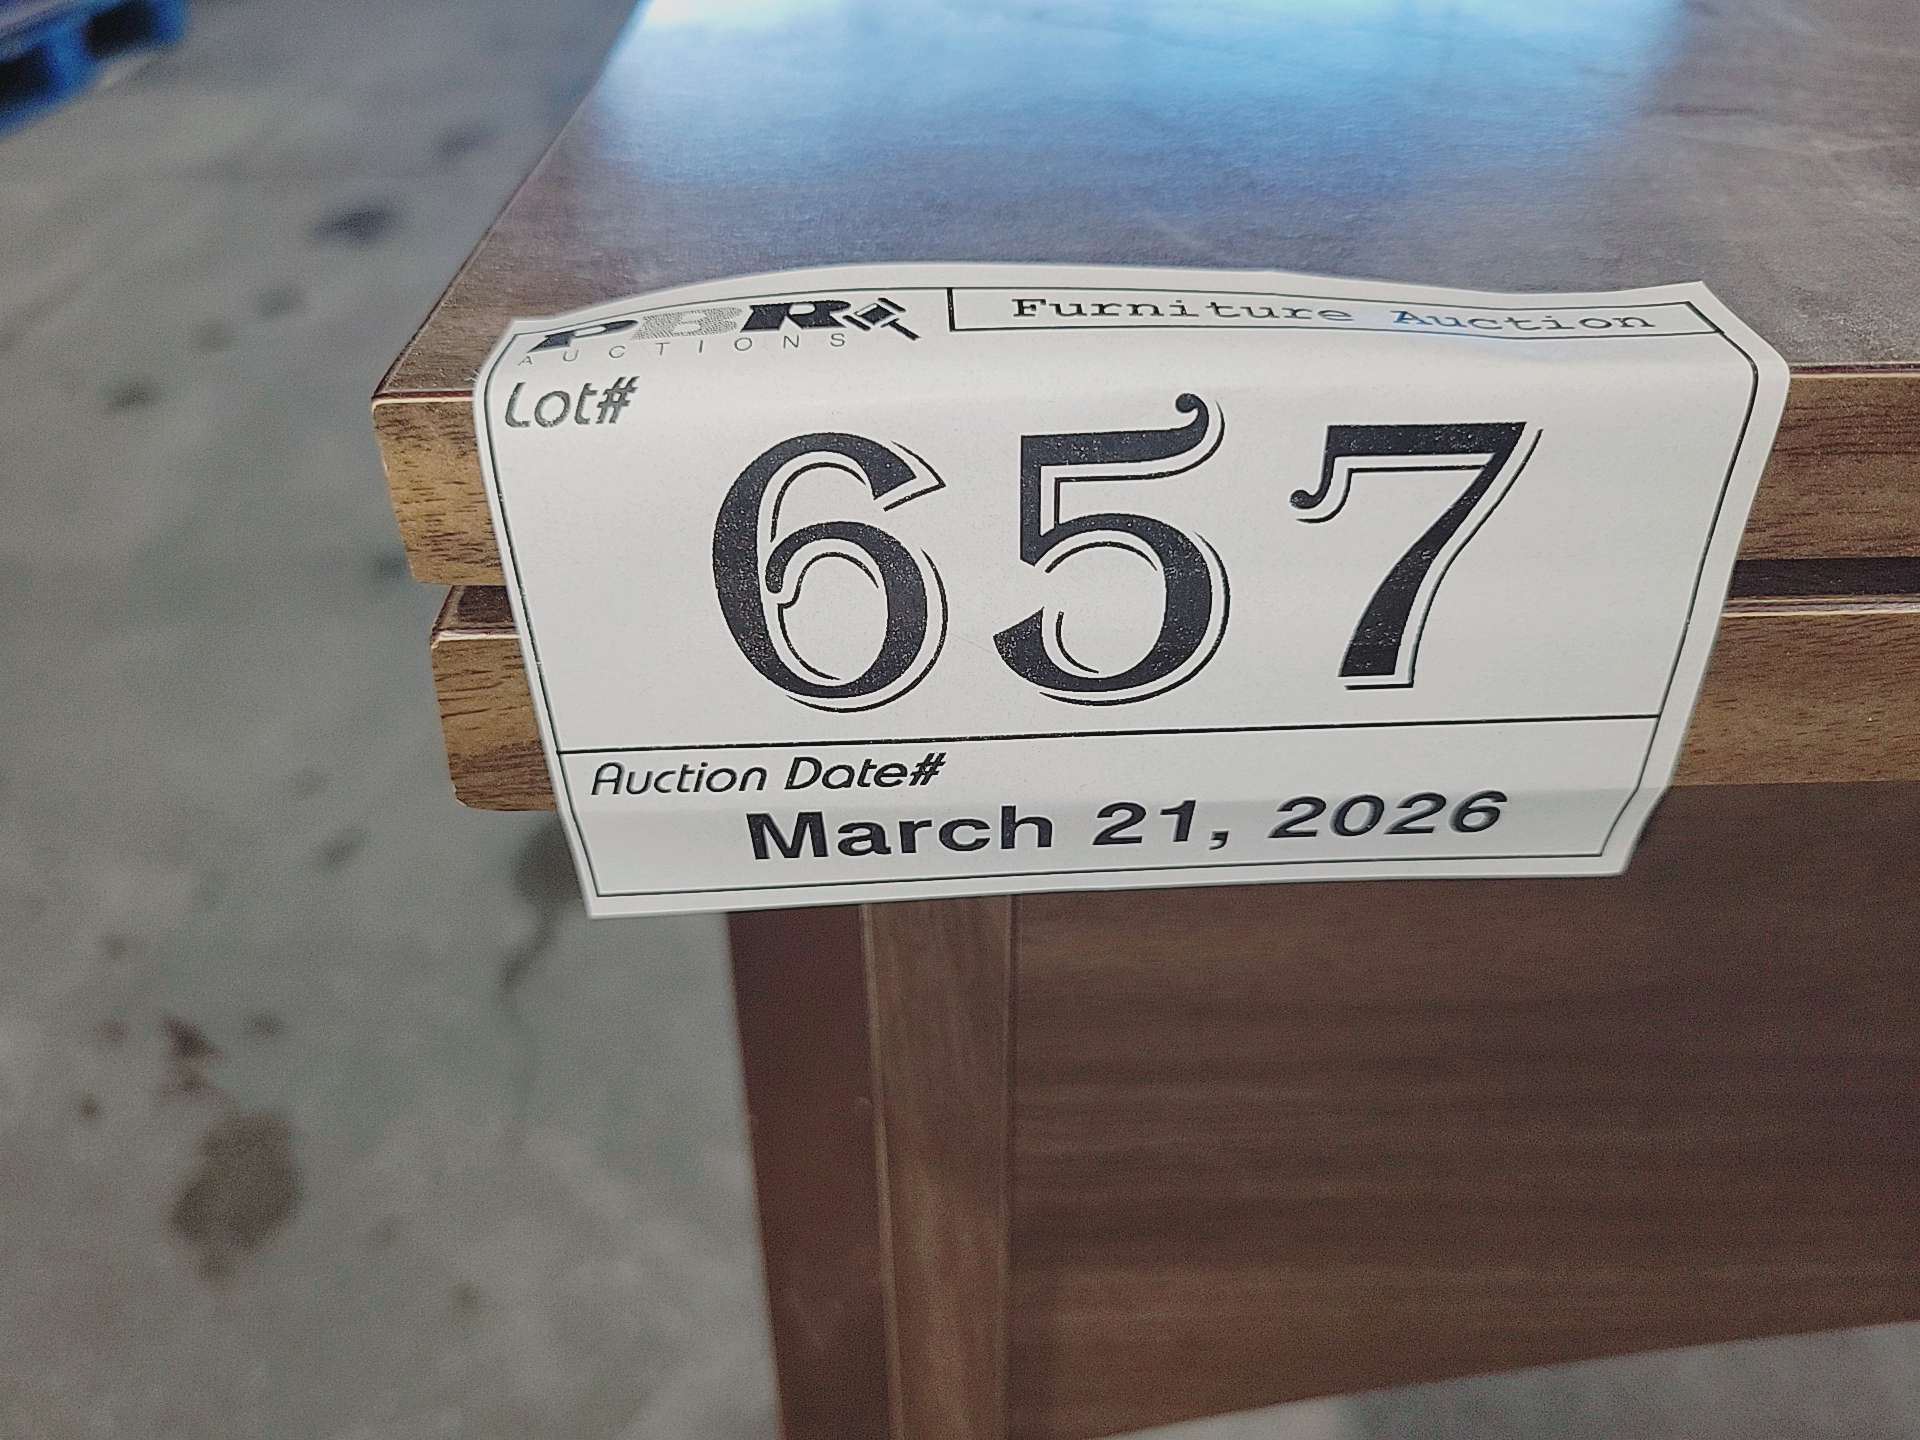 PBR
AUCTIONS
Furniture Auction
Lot#
657
Auction Date#
March 21, 2026